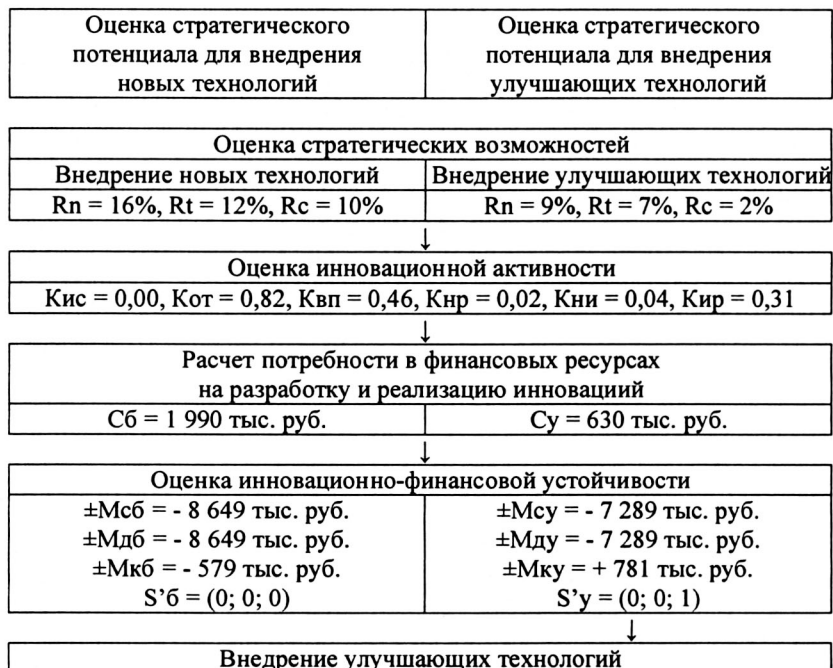 Оценка стратегического
потенциала для внедрения
новых технологий
Оценка стратегического
потенциала для внедрения
улучшающих технологий
Оценка стратегических возможностей
Внедрение новых технологий
Внедрение улучшающих технологий
Rn = 16%, Rt = 12%, Rc = 10%
Rn = 9%, Rt = 7%, Rc = 2%
↓
Оценка инновационной активности
Кис = 0,00, Кот = 0,82, Квп = 0,46, Кнр = 0,02, Кни = 0,04, Кир = 0,31
↓
Расчет потребности в финансовых ресурсах
на разработку и реализацию инновациий
Сб = 1 990 тыс. руб.
Су = 630 тыс. руб.
↓
Оценка инновационно-финансовой устойчивости
±Мсб = - 8 649 тыс. руб.
±Мдб = - 8 649 тыс. руб.
±Мкб = - 579 тыс. руб.
S’б = (0; 0; 0)
±Мсу = - 7 289 тыс. руб.
±Мду = - 7 289 тыс. руб.
±Мку = + 781 тыс. руб.
S’у = (0; 0; 1)
↓
Внедрение улучшающих технологий